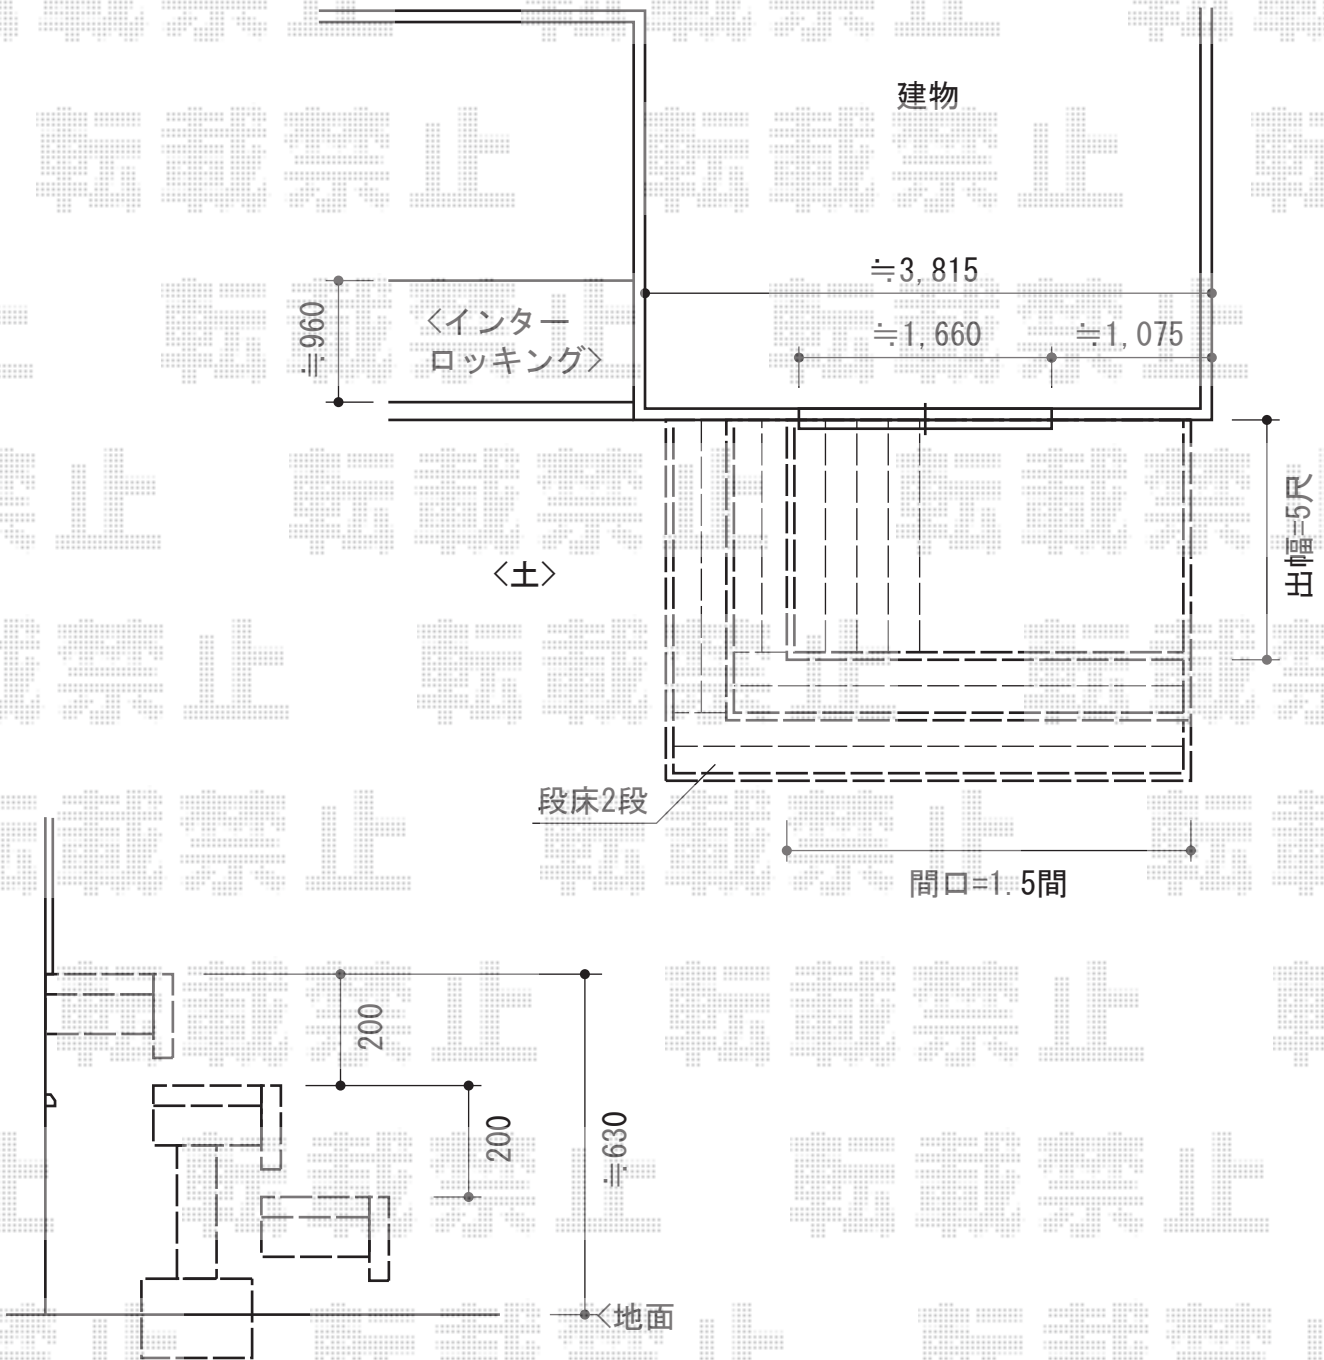 建物
≒3,815
≒1,660
≒1,075
≒960
〈インター
ロッキング〉
〈土〉
出幅=5尺
段床2段
間口=1.5間
200
200
≒630
〈地面
転載禁止